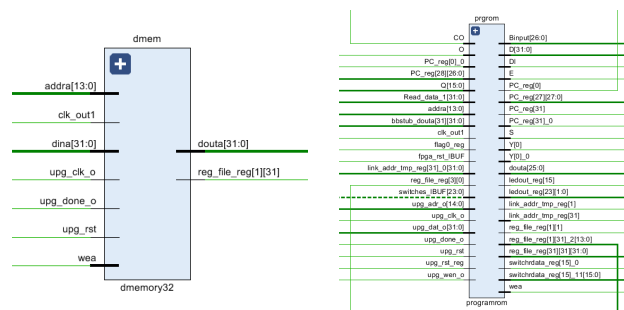 dmem
addra[13:0]
clk_out1
dina[31:0]
upg_clk_o
upg_done_o
upg_rst
wea
douta[31:0]
reg_file_reg[1][31]
dmemory32
prgrom
CO
O
PC_reg[0]_0
PC_reg[28][26:0]
Q[15:0]
Read_data_1[31:0]
addra[13:0]
bbstub_douta[31][31:0]
clk_out1
flag0_reg
fpga_rst_IBUF
link_addr_tmp_reg[31]_0[31:0]
reg_file_reg[3][0]
switches_IBUF[23:0]
upg_adr_o[14:0]
upg_clk_o
upg_dat_o[31:0]
upg_done_o
upg_rst
upg_rst_reg
upg_wen_o
Binput[26:0]
D[31:0]
DI
E
PC_reg[0]
PC_reg[27][27:0]
PC_reg[31]
PC_reg[31]_0
S
Y[0]
Y[0]_0
douta[25:0]
ledout_reg[15]
ledout_reg[23][1:0]
link_addr_tmp_reg[1]
link_addr_tmp_reg[31]
reg_file_reg[1][1]
reg_file_reg[1][31]_2[13:0]
reg_file_reg[31][31][31:0]
switchrdata_reg[15]_0
switchrdata_reg[15]_11[15:0]
wea
programrom